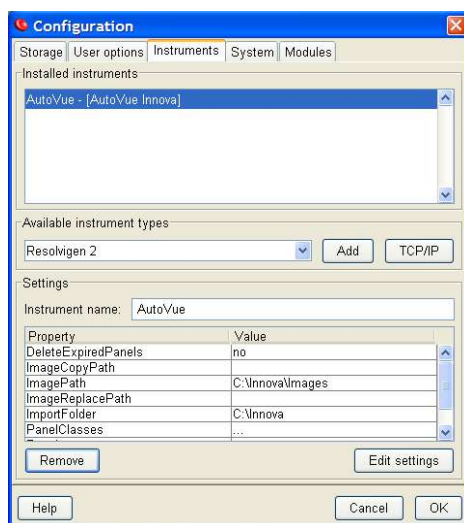 Configuration
Storage User options Instruments System Modules
Installed instruments
AutoVue - [AutoVue Innova]
Available instrument types
Resolvigen 2 Add TCP/IP
Settings
Instrument name: AutoVue
Property Value
DeleteExpiredPanels no
ImageCopyPath
ImagePath C:\Innova\Images
ImageReplacePath
ImportFolder C:\Innova
PanelClasses ...
Remove Edit settings
Help Cancel OK